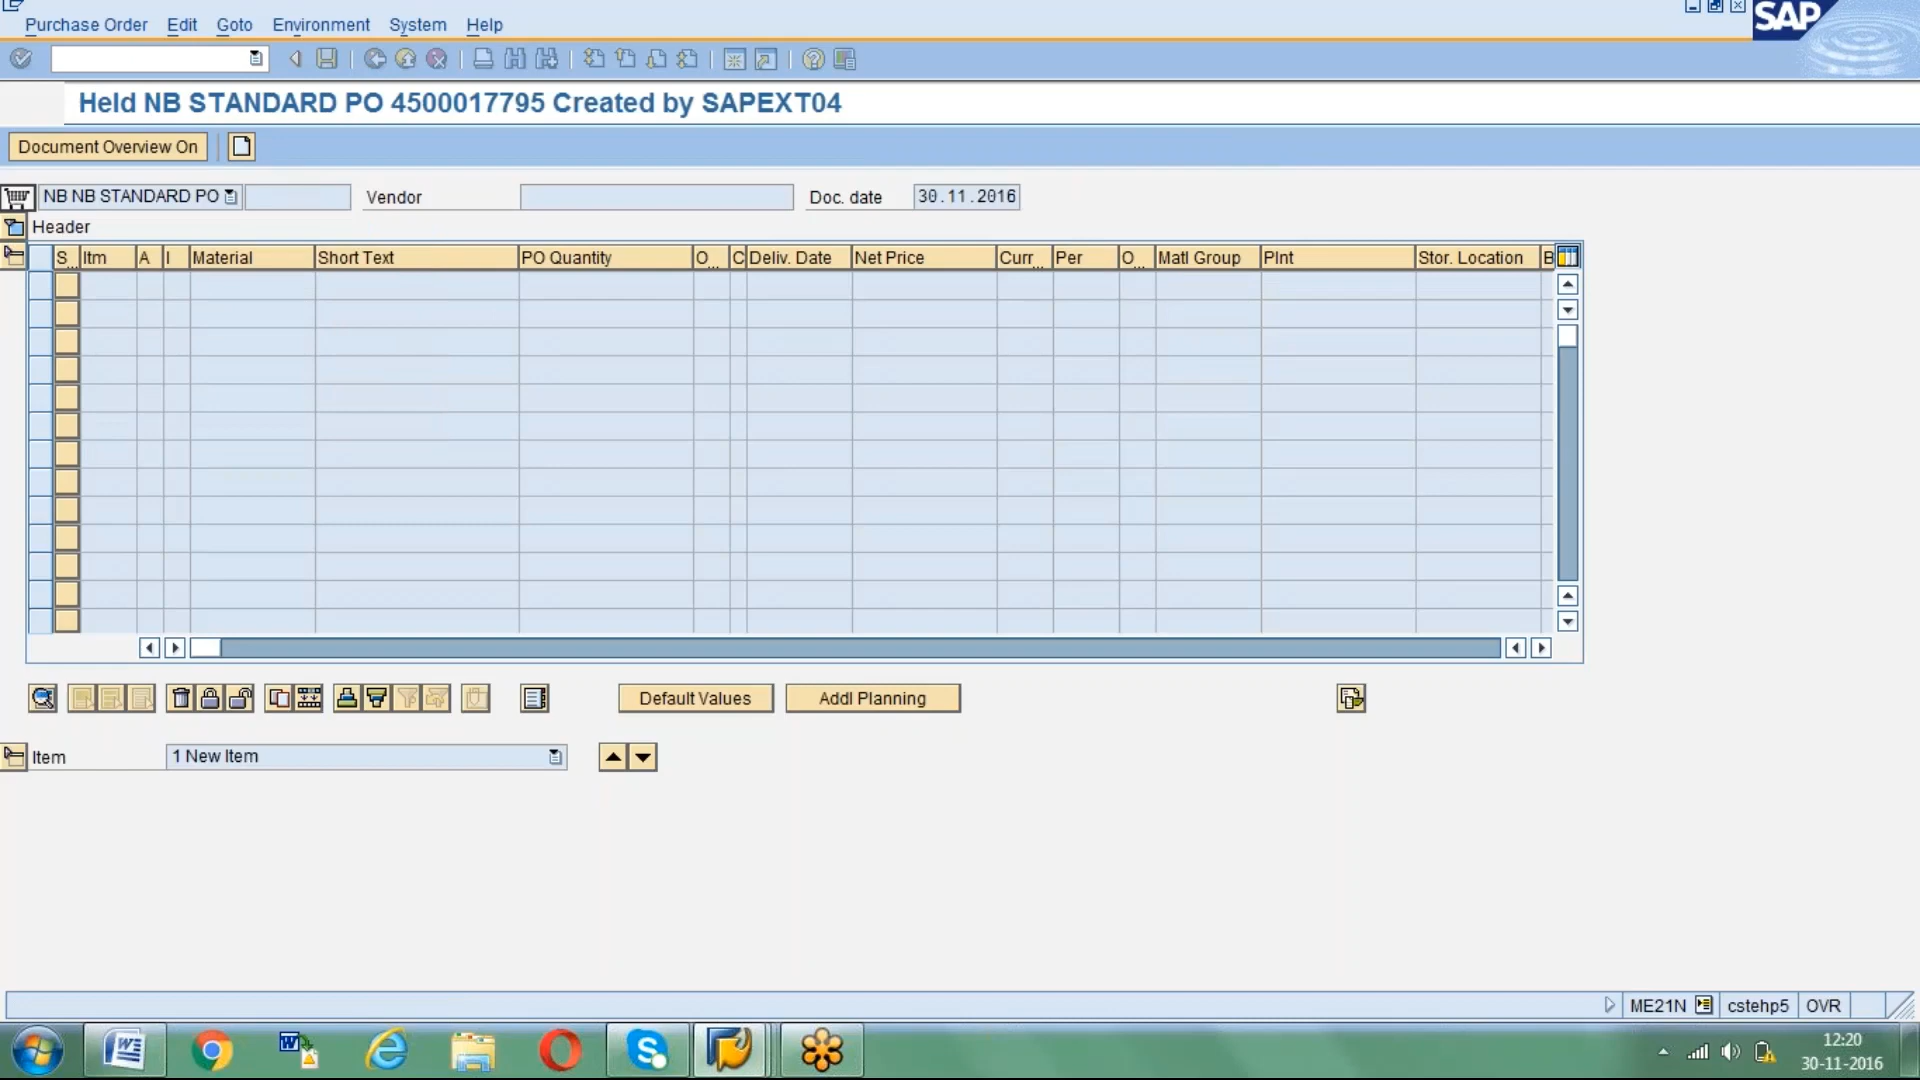 Purchase Order Edit Goto Environment System Help
SAP
Held NB STANDARD PO 4500017795 Created by SAPEXT04
Document Overview On
NB NB STANDARD PO Vendor Doc. date 30.11.2016
Header
S... Itm A I Material Short Text PO Quantity O... C Deliv. Date Net Price Curr... Per O... Matl Group Plnt Stor. Location B
Default Values Addl Planning
Item 1 New Item
ME21N cstehp5 OVR
12:20
30-11-2016